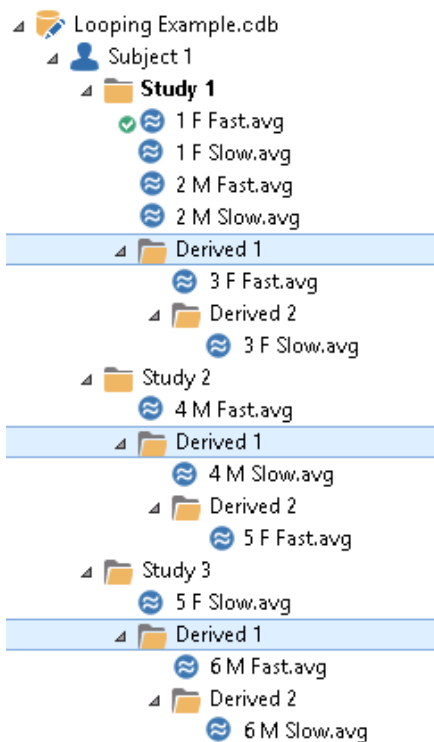 Looping Example.cdb
Subject 1
Study 1
1 F Fast.avg
1 F Slow.avg
2 M Fast.avg
2 M Slow.avg
Derived 1
3 F Fast.avg
Derived 2
3 F Slow.avg
Study 2
4 M Fast.avg
Derived 1
4 M Slow.avg
Derived 2
5 F Fast.avg
Study 3
5 F Slow.avg
Derived 1
6 M Fast.avg
Derived 2
6 M Slow.avg